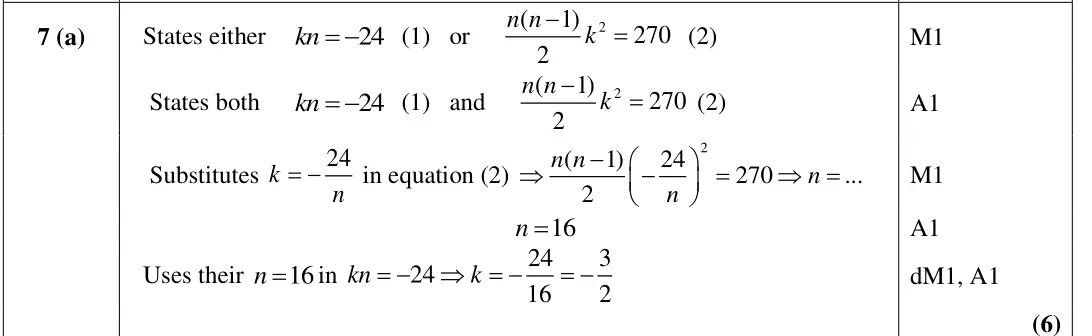 7 (a) States either kn = −24 (1) or n(n − 1)/2 k² = 270 (2) M1
States both kn = −24 (1) and n(n − 1)/2 k² = 270 (2) A1
Substitutes k = −24/n in equation (2) ⇒ n(n − 1)/2 (−24/n)² = 270 ⇒ n = ... M1
n = 16 A1
Uses their n = 16 in kn = −24 ⇒ k = −24/16 = −3/2 dM1, A1
(6)